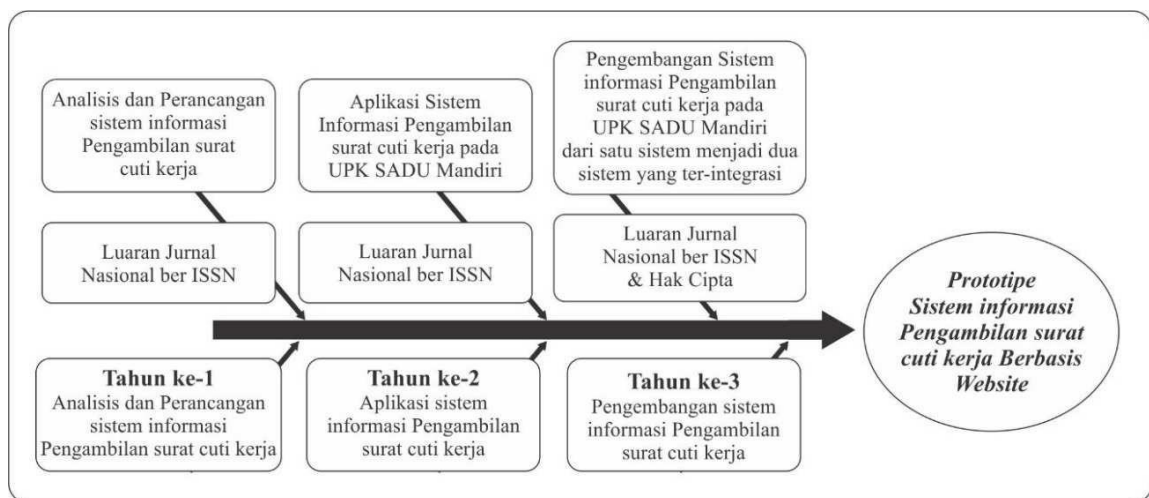 Analisis dan Perancangan
sistem informasi
Pengambilan surat
cuti kerja
Aplikasi Sistem
Informasi Pengambilan
surat cuti kerja pada
UPK SADU Mandiri
Pengembangan Sistem
informasi Pengambilan
surat cuti kerja pada
UPK SADU Mandiri
dari satu sistem menjadi dua
sistem yang ter-integrasi
Luaran Jurnal
Nasional ber ISSN
Luaran Jurnal
Nasional ber ISSN
Luaran Jurnal
Nasional ber ISSN
& Hak Cipta
Prototipe
Sistem informasi
Pengambilan surat
cuti kerja Berbasis
Website
Tahun ke-1
Analisis dan Perancangan
sistem informasi
Pengambilan surat cuti kerja
Tahun ke-2
Aplikasi sistem
informasi Pengambilan
surat cuti kerja
Tahun ke-3
Pengembangan sistem
informasi Pengambilan
surat cuti kerja